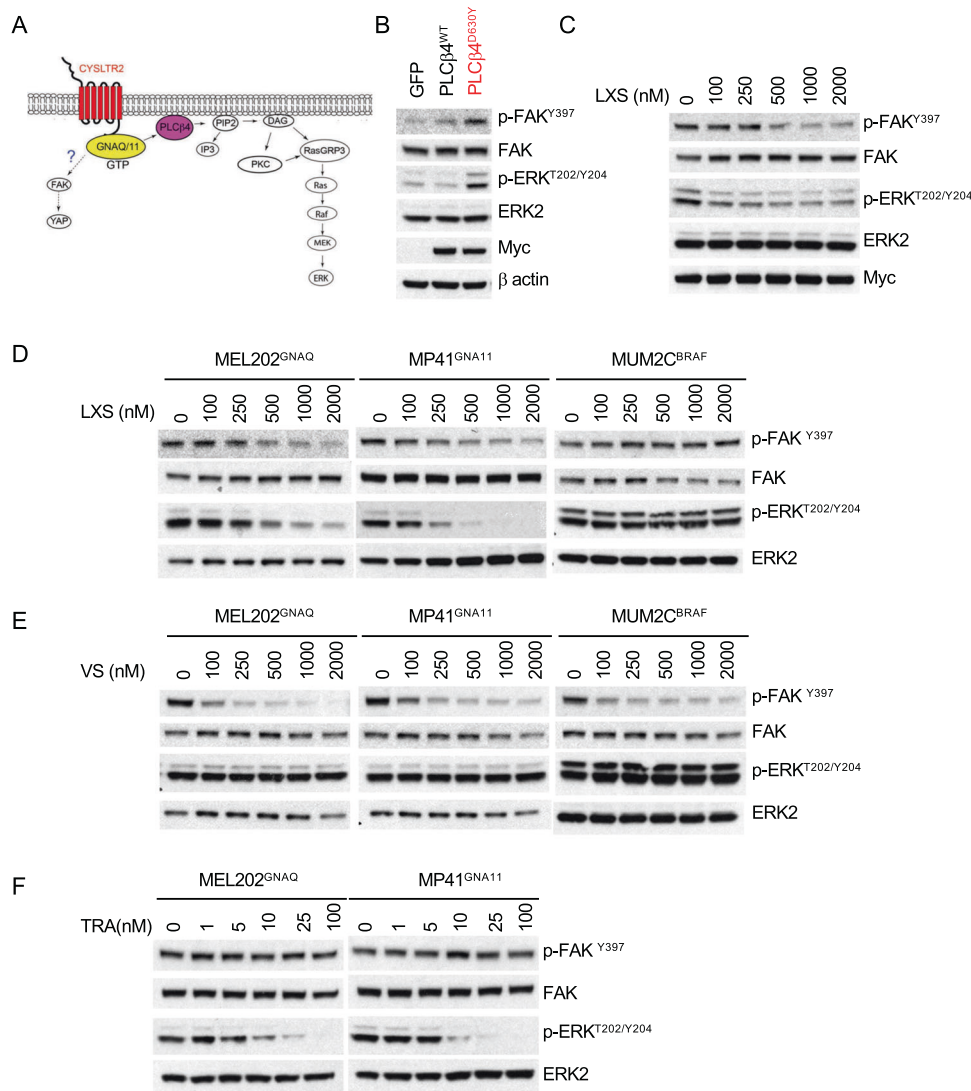 A
CYSLTR2
GNAQ/11
GTP
PLCβ4
PIP2
IP3
DAG
PKC
RasGRP3
Ras
Raf
MEK
ERK
?
FAK
YAP
B
GFP
PLCβ4WT
PLCβ4D630Y
p-FAKY397
FAK
p-ERKT202/Y204
ERK2
Myc
β actin
C
LXS (nM) 0 100 250 500 1000 2000
p-FAKY397
FAK
p-ERKT202/Y204
ERK2
Myc
D
MEL202GNAQ MP41GNA11 MUM2CBRAF
LXS (nM) 0 100 250 500 1000 2000 0 100 250 500 1000 2000 0 100 250 500 1000 2000
p-FAK Y397
FAK
p-ERKT202/Y204
ERK2
E
MEL202GNAQ MP41GNA11 MUM2CBRAF
VS (nM) 0 100 250 500 1000 2000 0 100 250 500 1000 2000 0 100 250 500 1000 2000
p-FAK Y397
FAK
p-ERKT202/Y204
ERK2
F
MEL202GNAQ MP41GNA11
TRA(nM) 0 1 5 10 25 100 0 1 5 10 25 100
p-FAK Y397
FAK
p-ERKT202/Y204
ERK2